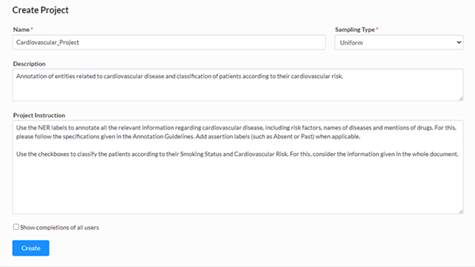 Create Project
Name *
Sampling Type *
Cardiovascular_Project
Uniform
Description
Annotation of entities related to cardiovascular disease and classification of patients according to their cardiovascular risk.
Project Instruction
Use the NER labels to annotate all the relevant information regarding cardiovascular disease, including risk factors, names of diseases and mentions of drugs. For this,
please follow the specifications given in the Annotation Guidelines. Add assertion labels (such as Absent or Past) when applicable.
Use the checkboxes to classify the patients according to their Smoking Status and Cardiovascular Risk. For this, consider the information given in the whole document.
Show completions of all users
Create